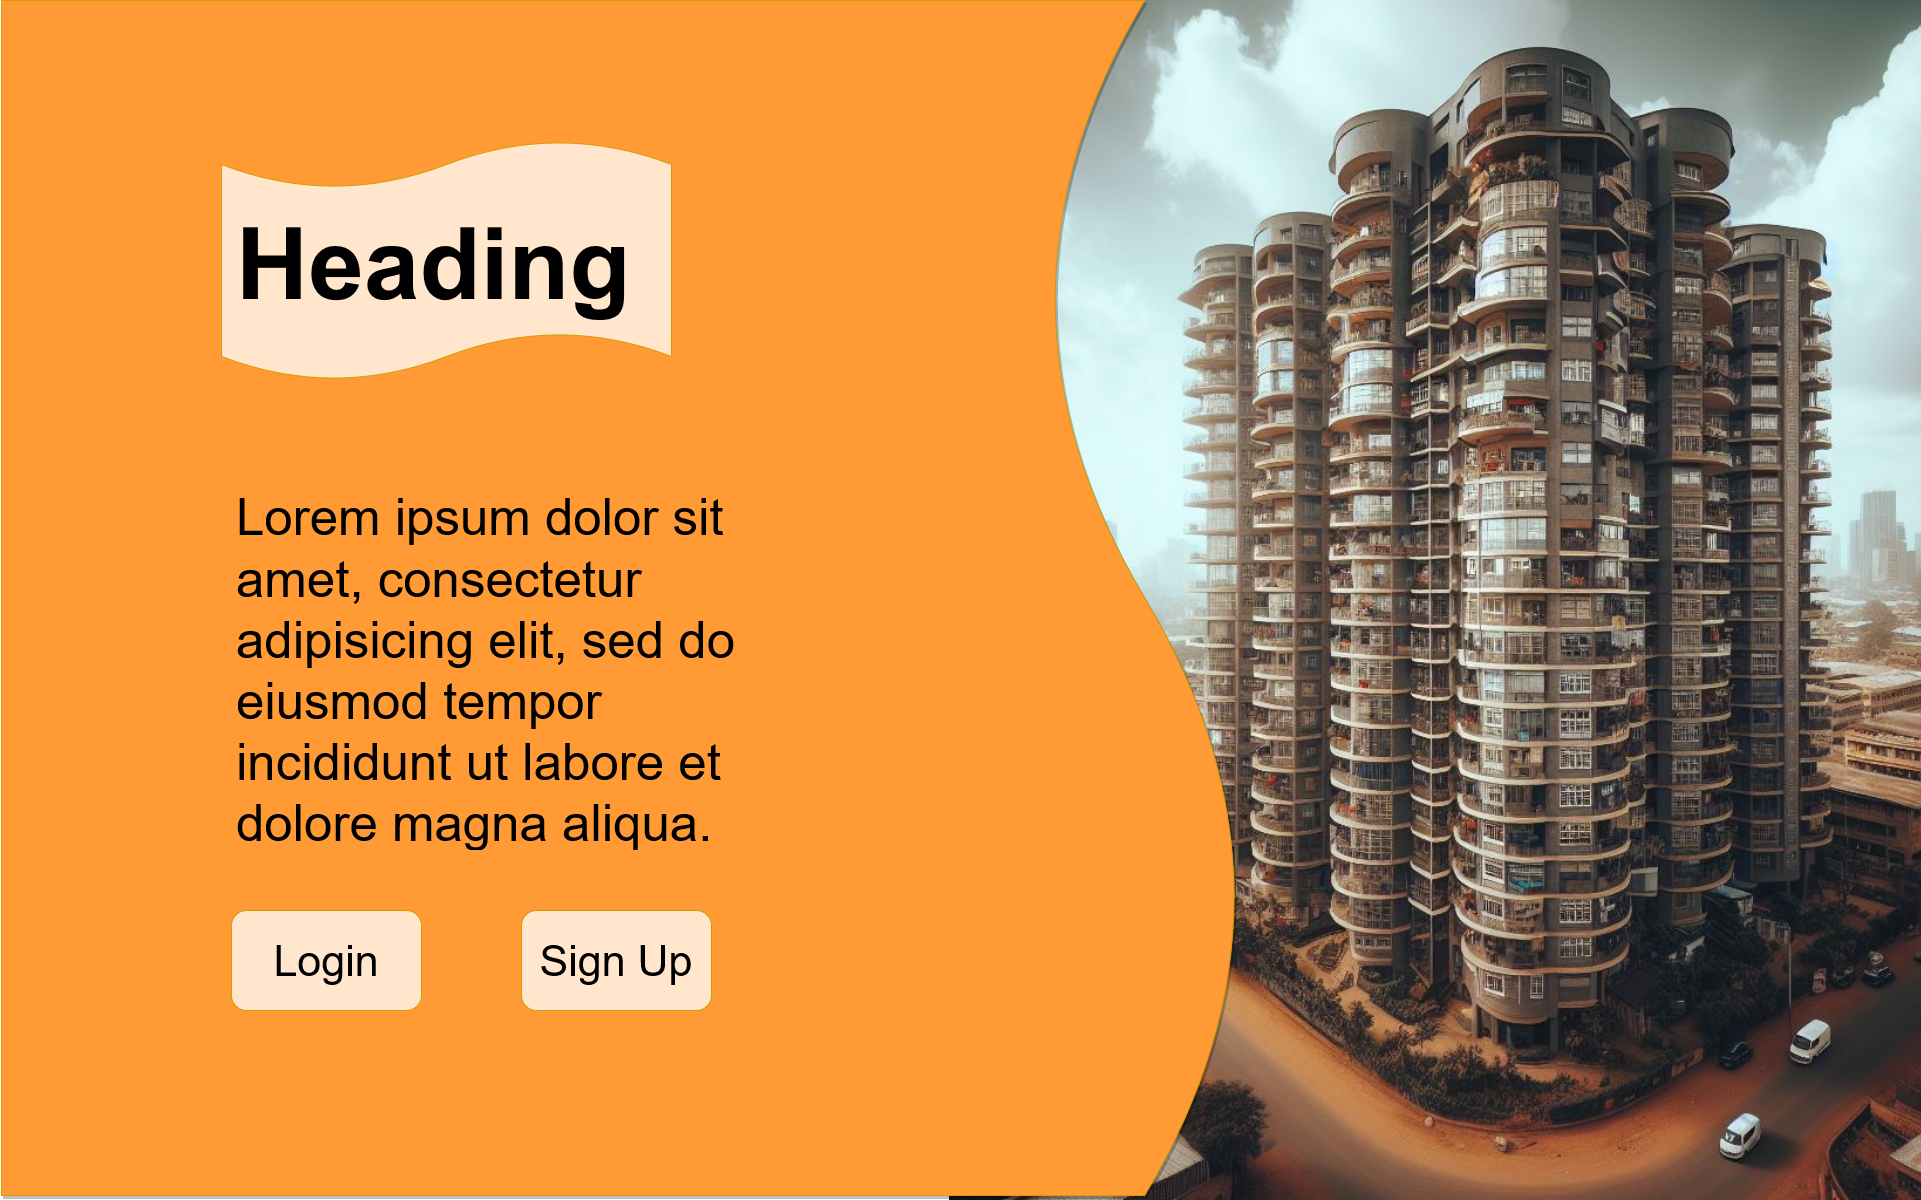 Heading
Lorem ipsum dolor sit
amet, consectetur
adipisicing elit, sed do
eiusmod tempor
incididunt ut labore et
dolore magna aliqua.
Login
Sign Up